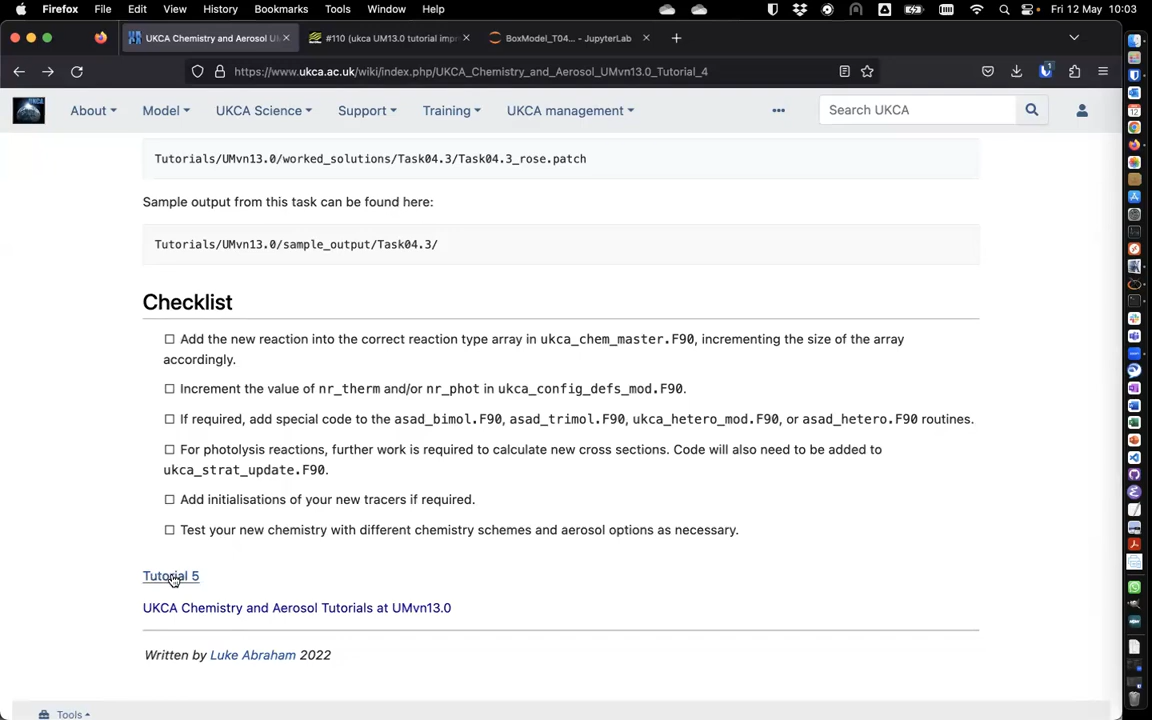 Firefox File Edit View History Bookmarks Tools Window Help Fri 12 May 10:03
UKCA Chemistry and Aerosol U #110 (ukca UM13.0 tutorial impr BoxModel_T04... - JupyterLab
https://www.ukca.ac.uk/wiki/index.php/UKCA_Chemistry_and_Aerosol_UMvn13.0_Tutorial_4
About Model UKCA Science Support Training UKCA management Search UKCA
Tutorials/UMvn13.0/worked_solutions/Task04.3/Task04.3_rose.patch
Sample output from this task can be found here:
Tutorials/UMvn13.0/sample_output/Task04.3/
Checklist
Add the new reaction into the correct reaction type array in ukca_chem_master.F90, incrementing the size of the array
accordingly.
Increment the value of nr_therm and/or nr_phot in ukca_config_defs_mod.F90.
If required, add special code to the asad_bimol.F90, asad_trimol.F90, ukca_hetero_mod.F90, or asad_hetero.F90 routines.
For photolysis reactions, further work is required to calculate new cross sections. Code will also need to be added to
ukca_strat_update.F90.
Add initialisations of your new tracers if required.
Test your new chemistry with different chemistry schemes and aerosol options as necessary.
Tutorial 5
UKCA Chemistry and Aerosol Tutorials at UMvn13.0
Written by Luke Abraham 2022
Tools